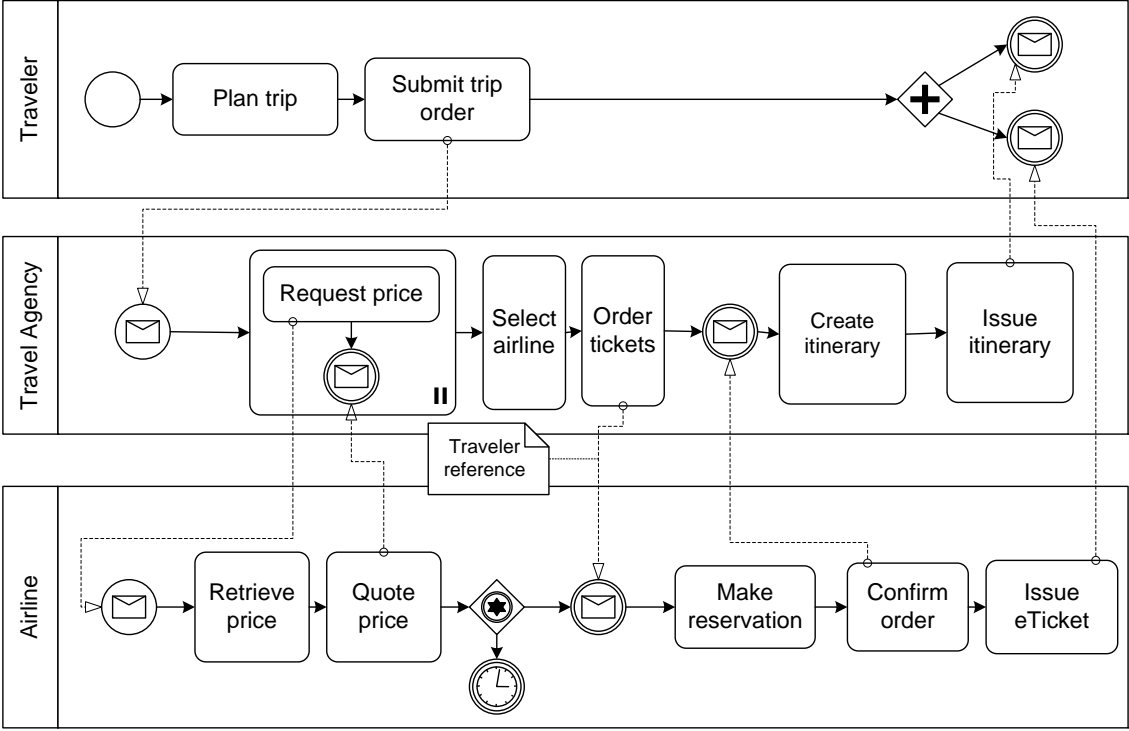 Traveler
Plan trip
Submit trip
order
Travel Agency
Request price
Select
airline
Order
tickets
Create
itinerary
Issue
itinerary
Traveler
reference
Airline
Retrieve
price
Quote
price
Make
reservation
Confirm
order
Issue
eTicket